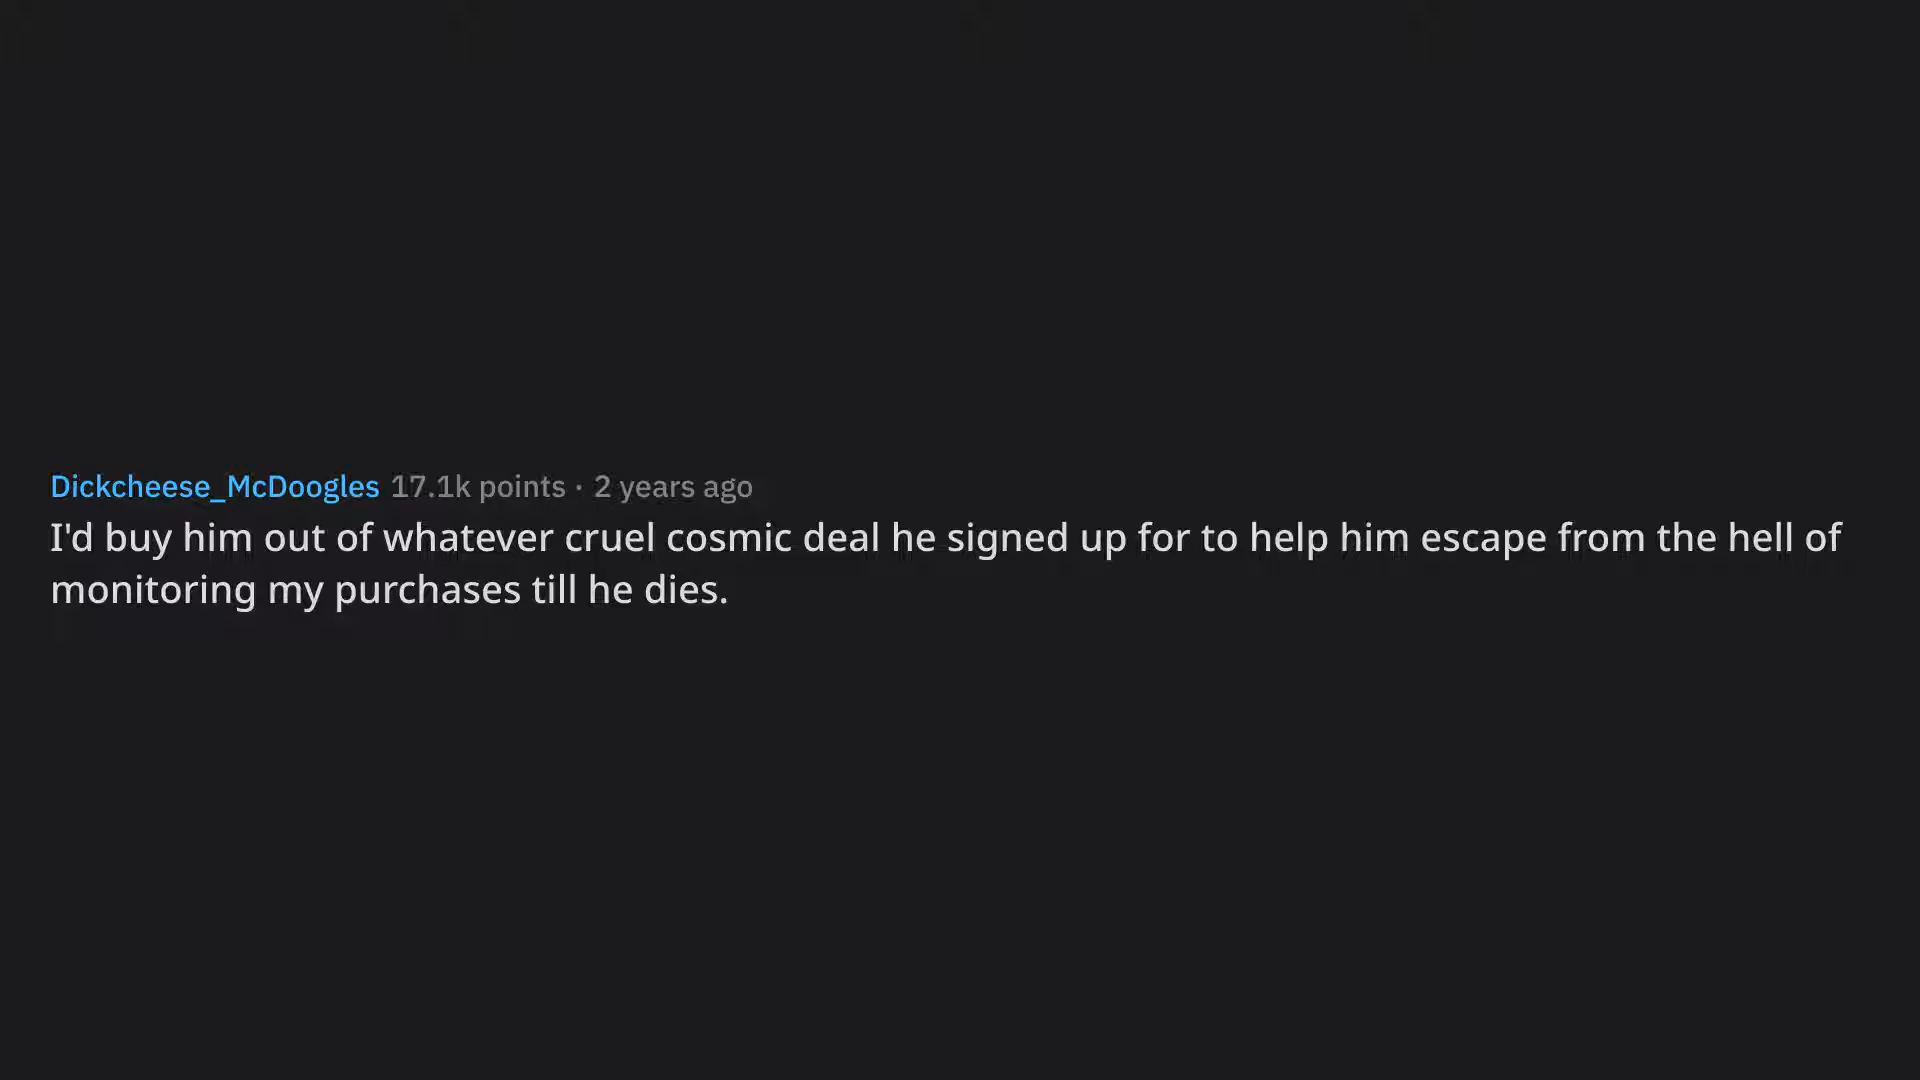 Dickcheese_McDoogles 17.1k points · 2 years ago
I'd buy him out of whatever cruel cosmic deal he signed up for to help him escape from the hell of
monitoring my purchases till he dies.